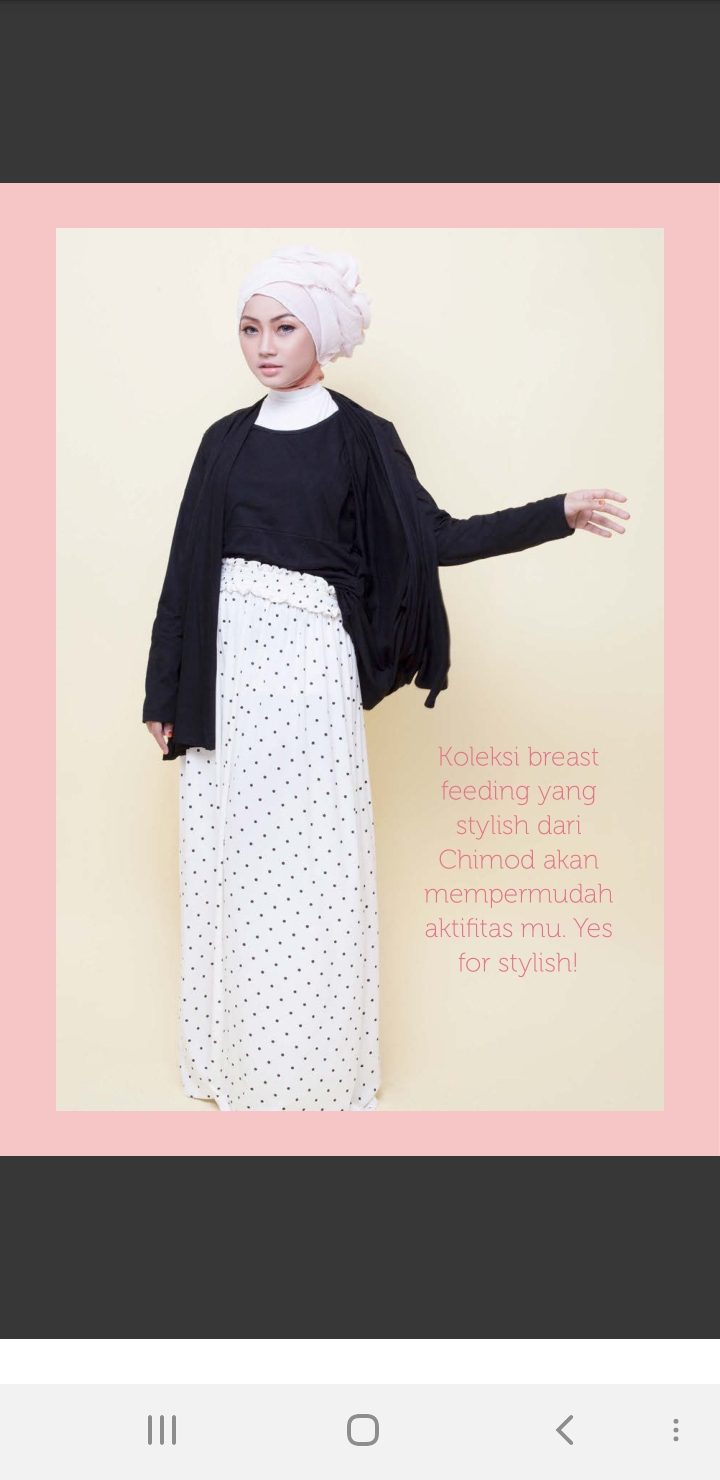 Koleksi breast
feeding yang
stylish dari
Chimod akan
mempermudah
aktifitas mu. Yes
for stylish!